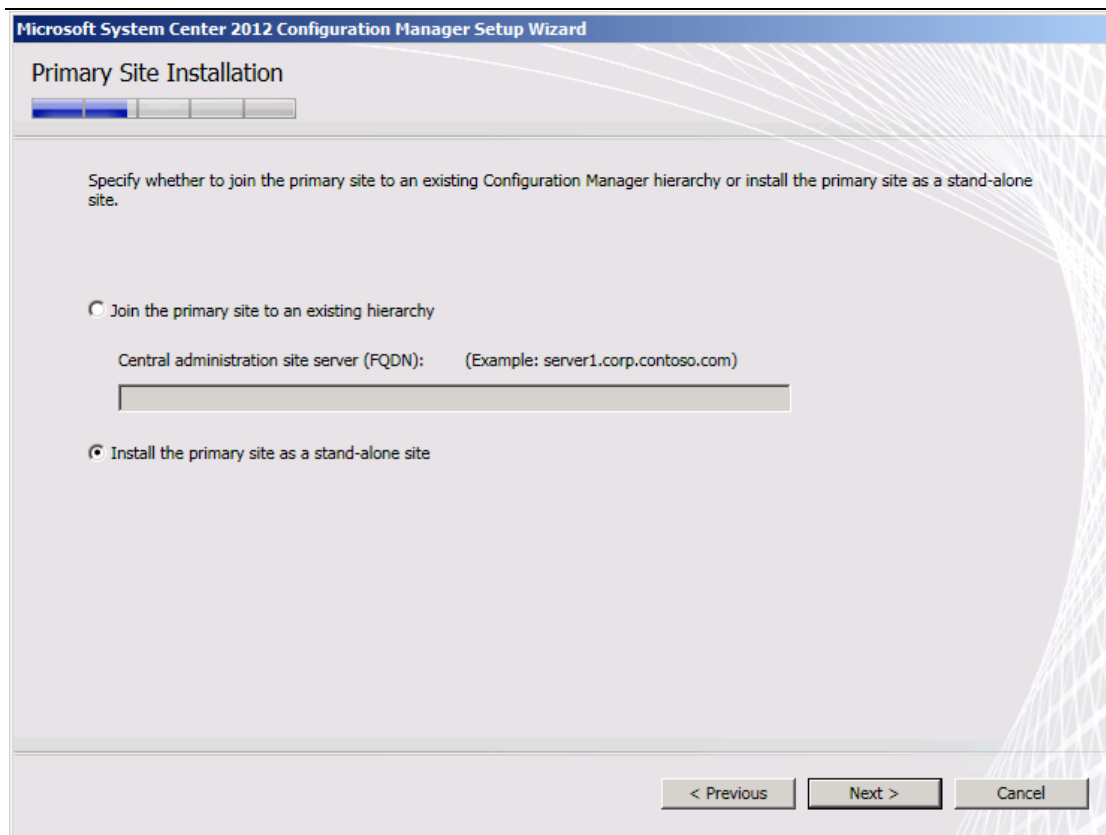 Microsoft System Center 2012 Configuration Manager Setup Wizard
Primary Site Installation
Specify whether to join the primary site to an existing Configuration Manager hierarchy or install the primary site as a stand-alone
site.
Join the primary site to an existing hierarchy
Central administration site server (FQDN): (Example: server1.corp.contoso.com)
Install the primary site as a stand-alone site
< Previous Next > Cancel